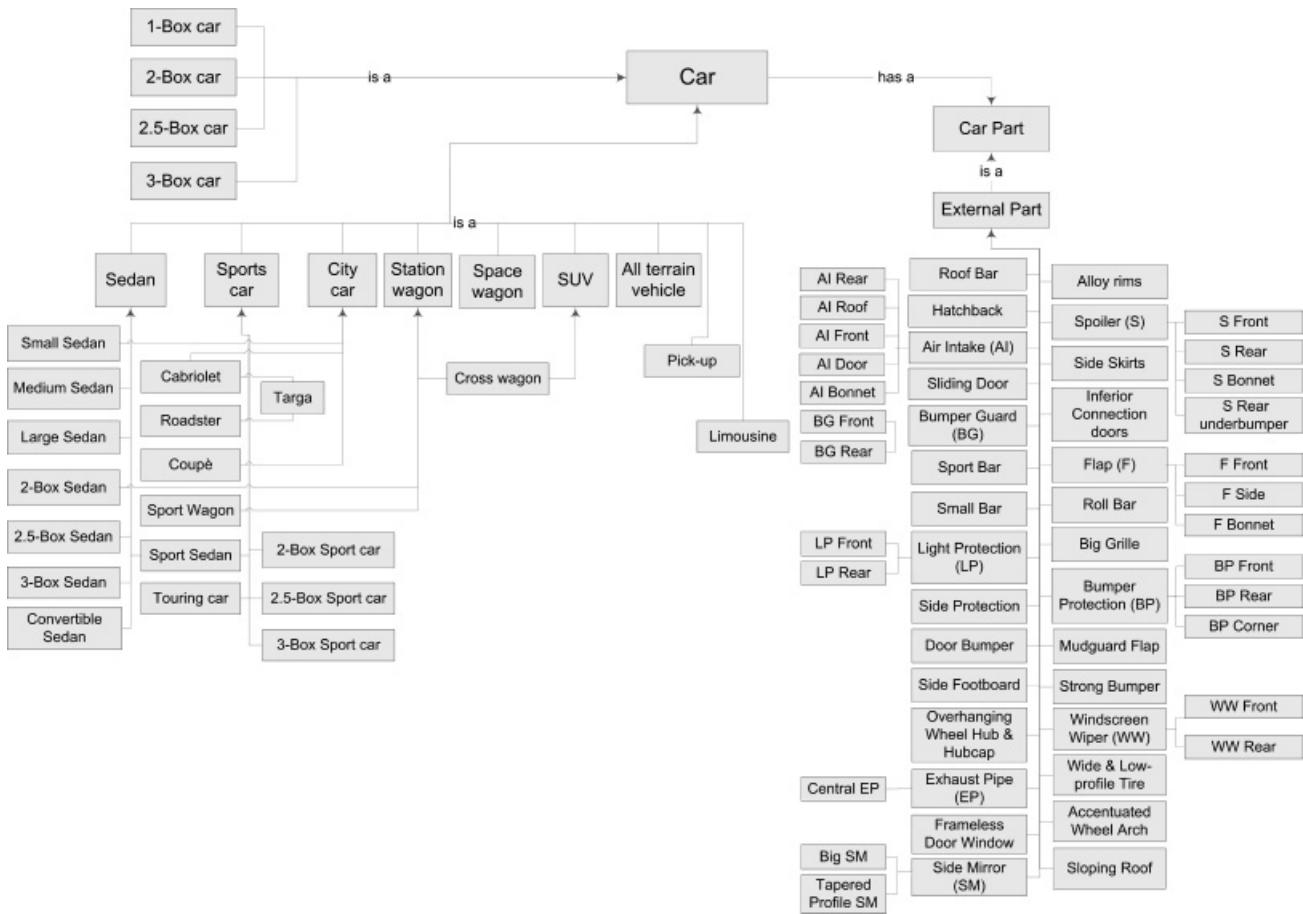 1-Box car
2-Box car
2.5-Box car
3-Box car
is a
Car
has a
Car Part
is a
External Part
is a
Sedan
Sports
car
City
car
Station
wagon
Space
wagon
SUV
All terrain
vehicle
Small Sedan
Medium Sedan
Large Sedan
2-Box Sedan
2.5-Box Sedan
3-Box Sedan
Convertible
Sedan
Cabriolet
Roadster
Coupè
Sport Wagon
Sport Sedan
Touring car
Targa
2-Box Sport car
2.5-Box Sport car
3-Box Sport car
Cross wagon
Pick-up
Limousine
AI Rear
AI Roof
AI Front
AI Door
AI Bonnet
BG Front
BG Rear
LP Front
LP Rear
Central EP
Big SM
Tapered
Profile SM
Roof Bar
Hatchback
Air Intake (AI)
Sliding Door
Bumper Guard
(BG)
Sport Bar
Small Bar
Light Protection
(LP)
Side Protection
Door Bumper
Side Footboard
Overhanging
Wheel Hub &
Hubcap
Exhaust Pipe
(EP)
Frameless
Door Window
Side Mirror
(SM)
Alloy rims
Spoiler (S)
Side Skirts
Inferior
Connection
doors
Flap (F)
Roll Bar
Big Grille
Bumper
Protection (BP)
Mudguard Flap
Strong Bumper
Windscreen
Wiper (WW)
Wide & Low-
profile Tire
Accentuated
Wheel Arch
Sloping Roof
S Front
S Rear
S Bonnet
S Rear
underbumper
F Front
F Side
F Bonnet
BP Front
BP Rear
BP Corner
WW Front
WW Rear